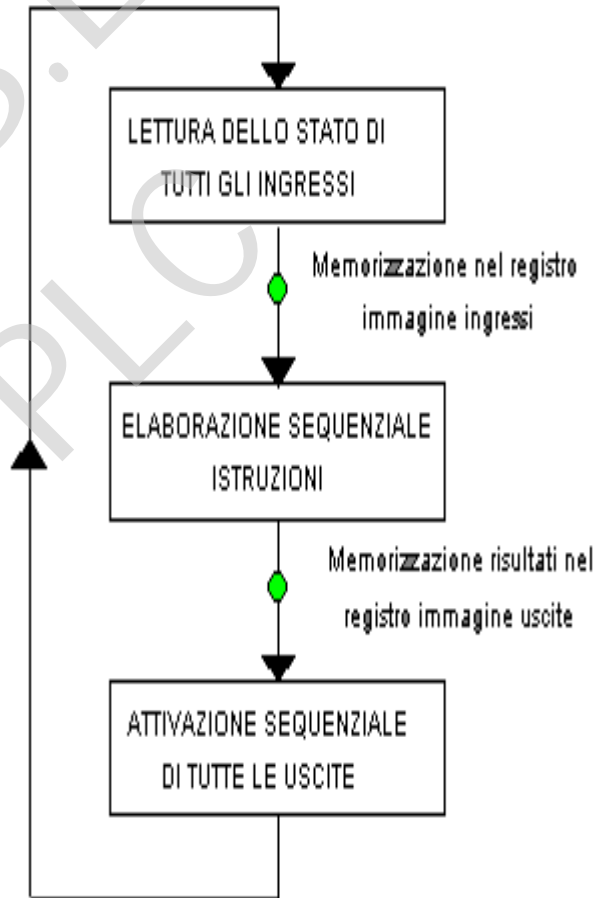 LETTURA DELLO STATO DI
TUTTI GLI INGRESSI
Memorizzazione nel registro
immagine ingressi
ELABORAZIONE SEQUENZIALE
ISTRUZIONI
Memorizzazione risultati nel
registro immagine uscite
ATTIVAZIONE SEQUENZIALE
DI TUTTE LE USCITE
PLC